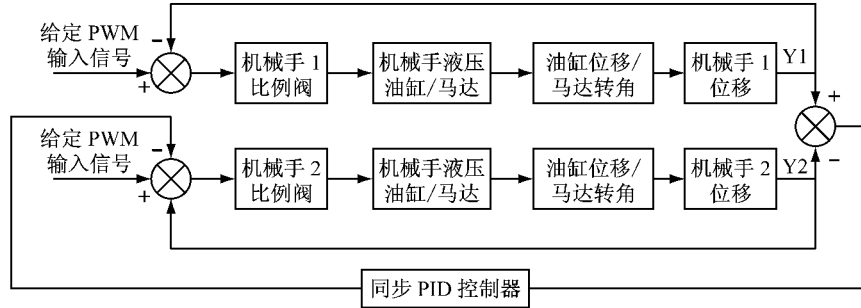 给定 PWM
输入信号
-
+
机械手 1
比例阀
机械手液压
油缸/马达
油缸位移/
马达转角
机械手 1
位移
Y1
+
-
给定 PWM
输入信号
-
+
机械手 2
比例阀
机械手液压
油缸/马达
油缸位移/
马达转角
机械手 2
位移
Y2
同步 PID 控制器